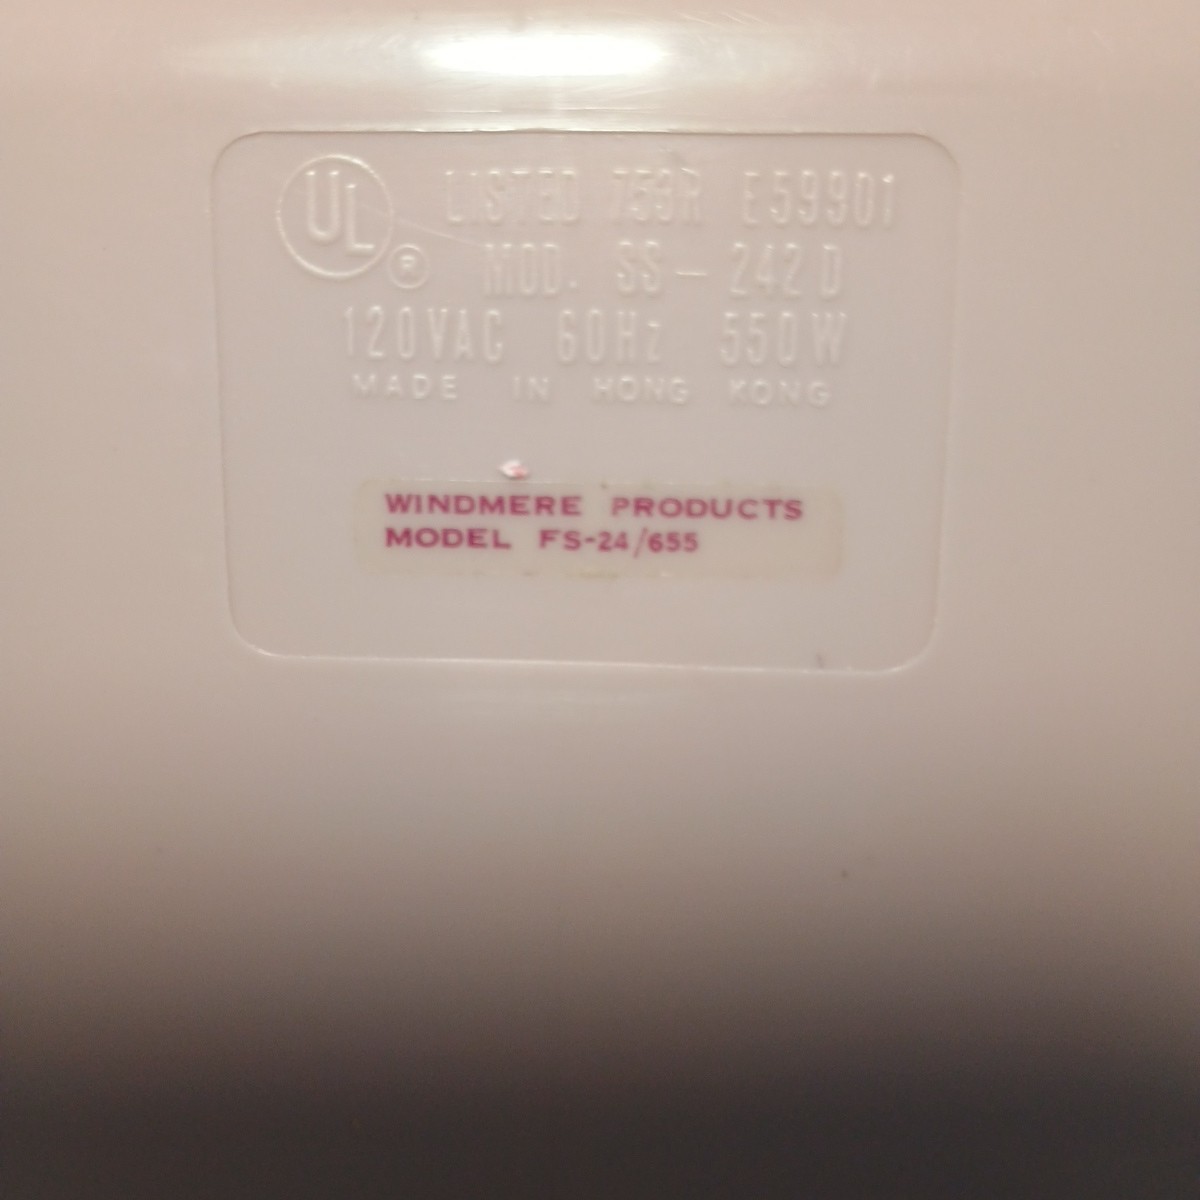 UL LISTED 753R E59901
® MOD. SS - 242D
120VAC 60Hz 550W
MADE IN HONG KONG
WINDMERE PRODUCTS
MODEL FS-24/655